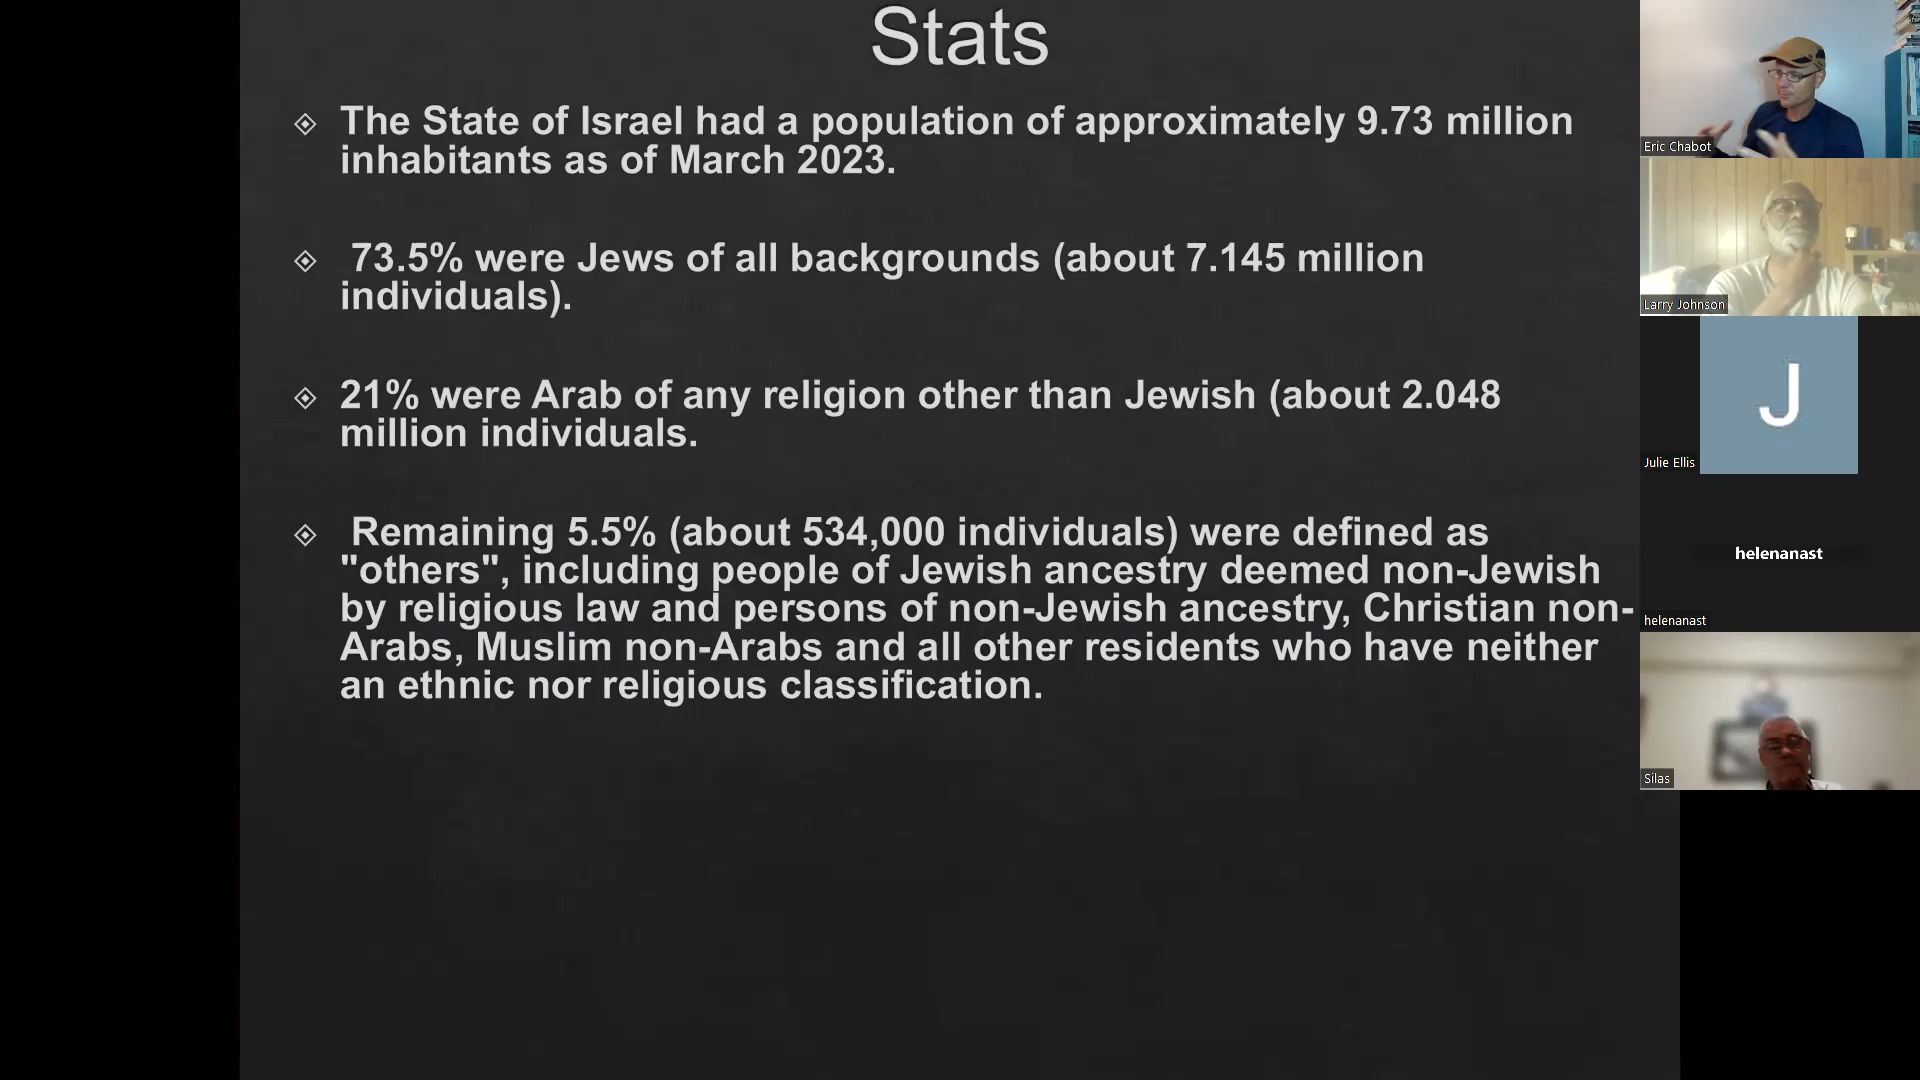 Stats
The State of Israel had a population of approximately 9.73 million
inhabitants as of March 2023.
73.5% were Jews of all backgrounds (about 7.145 million
individuals).
21% were Arab of any religion other than Jewish (about 2.048
million individuals.
Remaining 5.5% (about 534,000 individuals) were defined as
"others", including people of Jewish ancestry deemed non-Jewish
by religious law and persons of non-Jewish ancestry, Christian non-
Arabs, Muslim non-Arabs and all other residents who have neither
an ethnic nor religious classification.
Eric Chabot
Larry Johnson
J
Julie Ellis
helenanast
helenanast
Silas